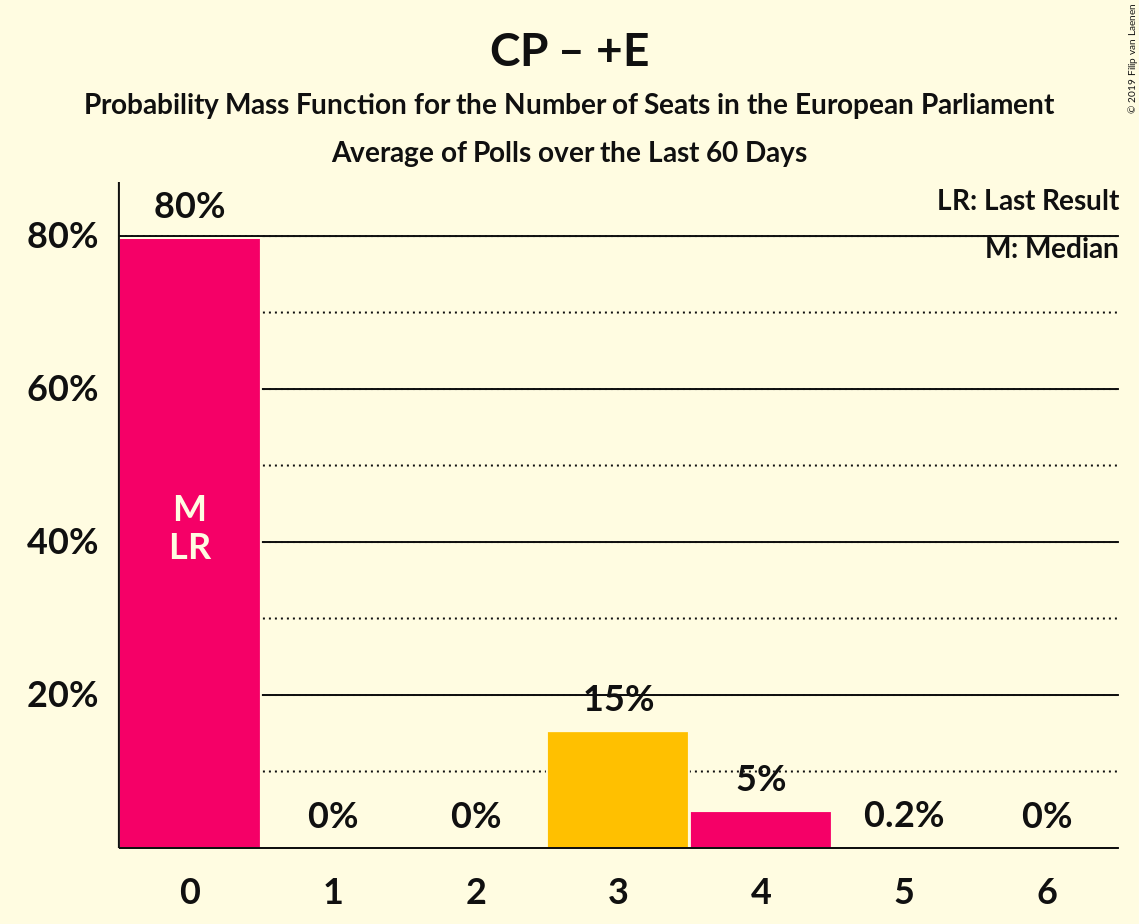 CP – +E
Probability Mass Function for the Number of Seats in the European Parliament
Average of Polls over the Last 60 Days
© 2019 Filip van Laenen
LR: Last Result
M: Median
80%
60%
40%
20%
80%
M
LR
0%
0%
15%
5%
0.2%
0%
0 1 2 3 4 5 6